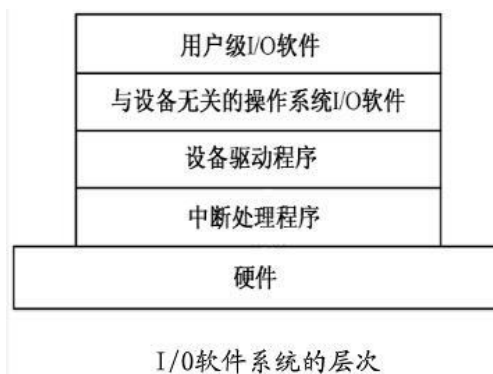 用户级I/O软件
与设备无关的操作系统I/O软件
设备驱动程序
中断处理程序
硬件
I/O软件系统的层次